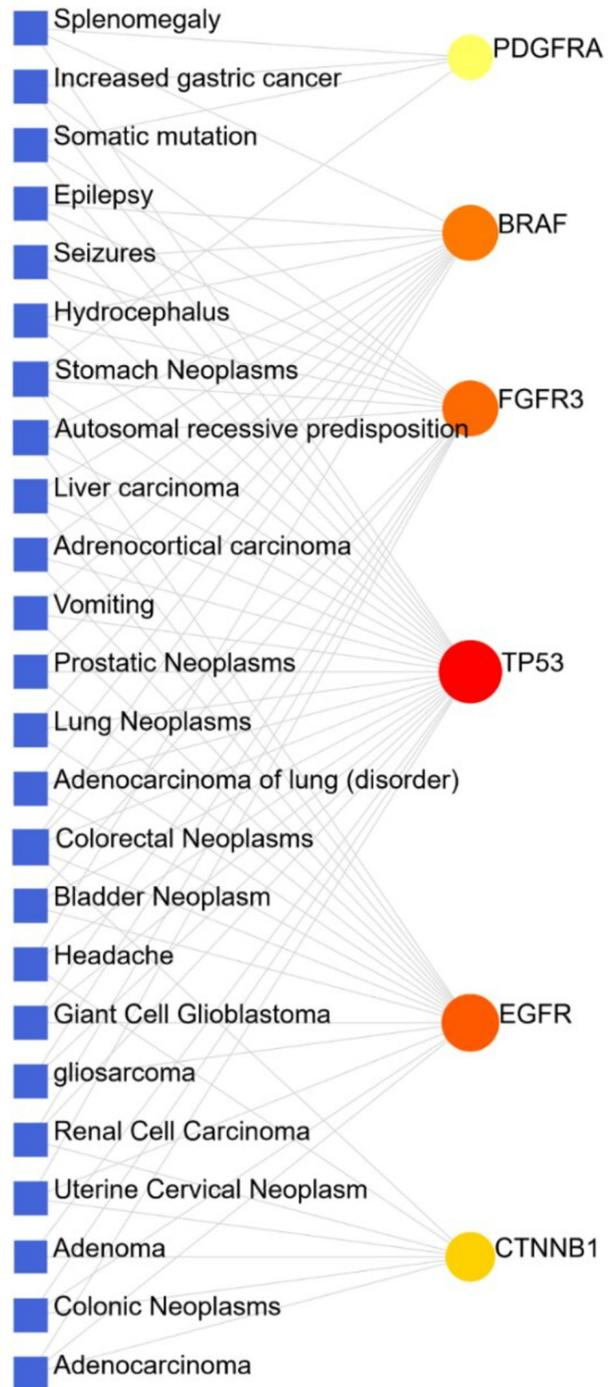 Splenomegaly
Increased gastric cancer
Somatic mutation
Epilepsy
Seizures
Hydrocephalus
Stomach Neoplasms
Autosomal recessive predisposition
Liver carcinoma
Adrenocortical carcinoma
Vomiting
Prostatic Neoplasms
Lung Neoplasms
Adenocarcinoma of lung (disorder)
Colorectal Neoplasms
Bladder Neoplasm
Headache
Giant Cell Glioblastoma
gliosarcoma
Renal Cell Carcinoma
Uterine Cervical Neoplasm
Adenoma
Colonic Neoplasms
Adenocarcinoma
PDGFRA
BRAF
FGFR3
TP53
EGFR
CTNNB1